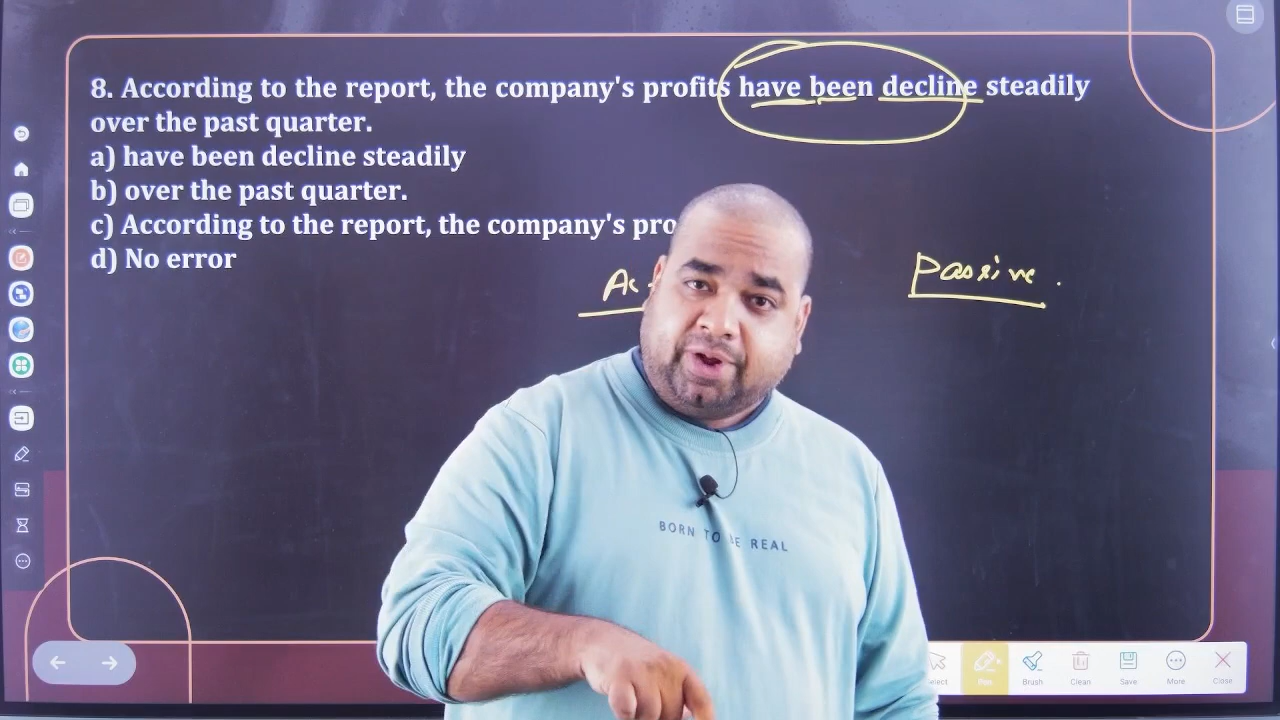 8. According to the report, the company's profits have been decline steadily
over the past quarter.
a) have been decline steadily
b) over the past quarter.
c) According to the report, the company's
d) No error
Passive.
BORN TO BE REAL
Select
Pen
Brush
Clean
Save
More
Close